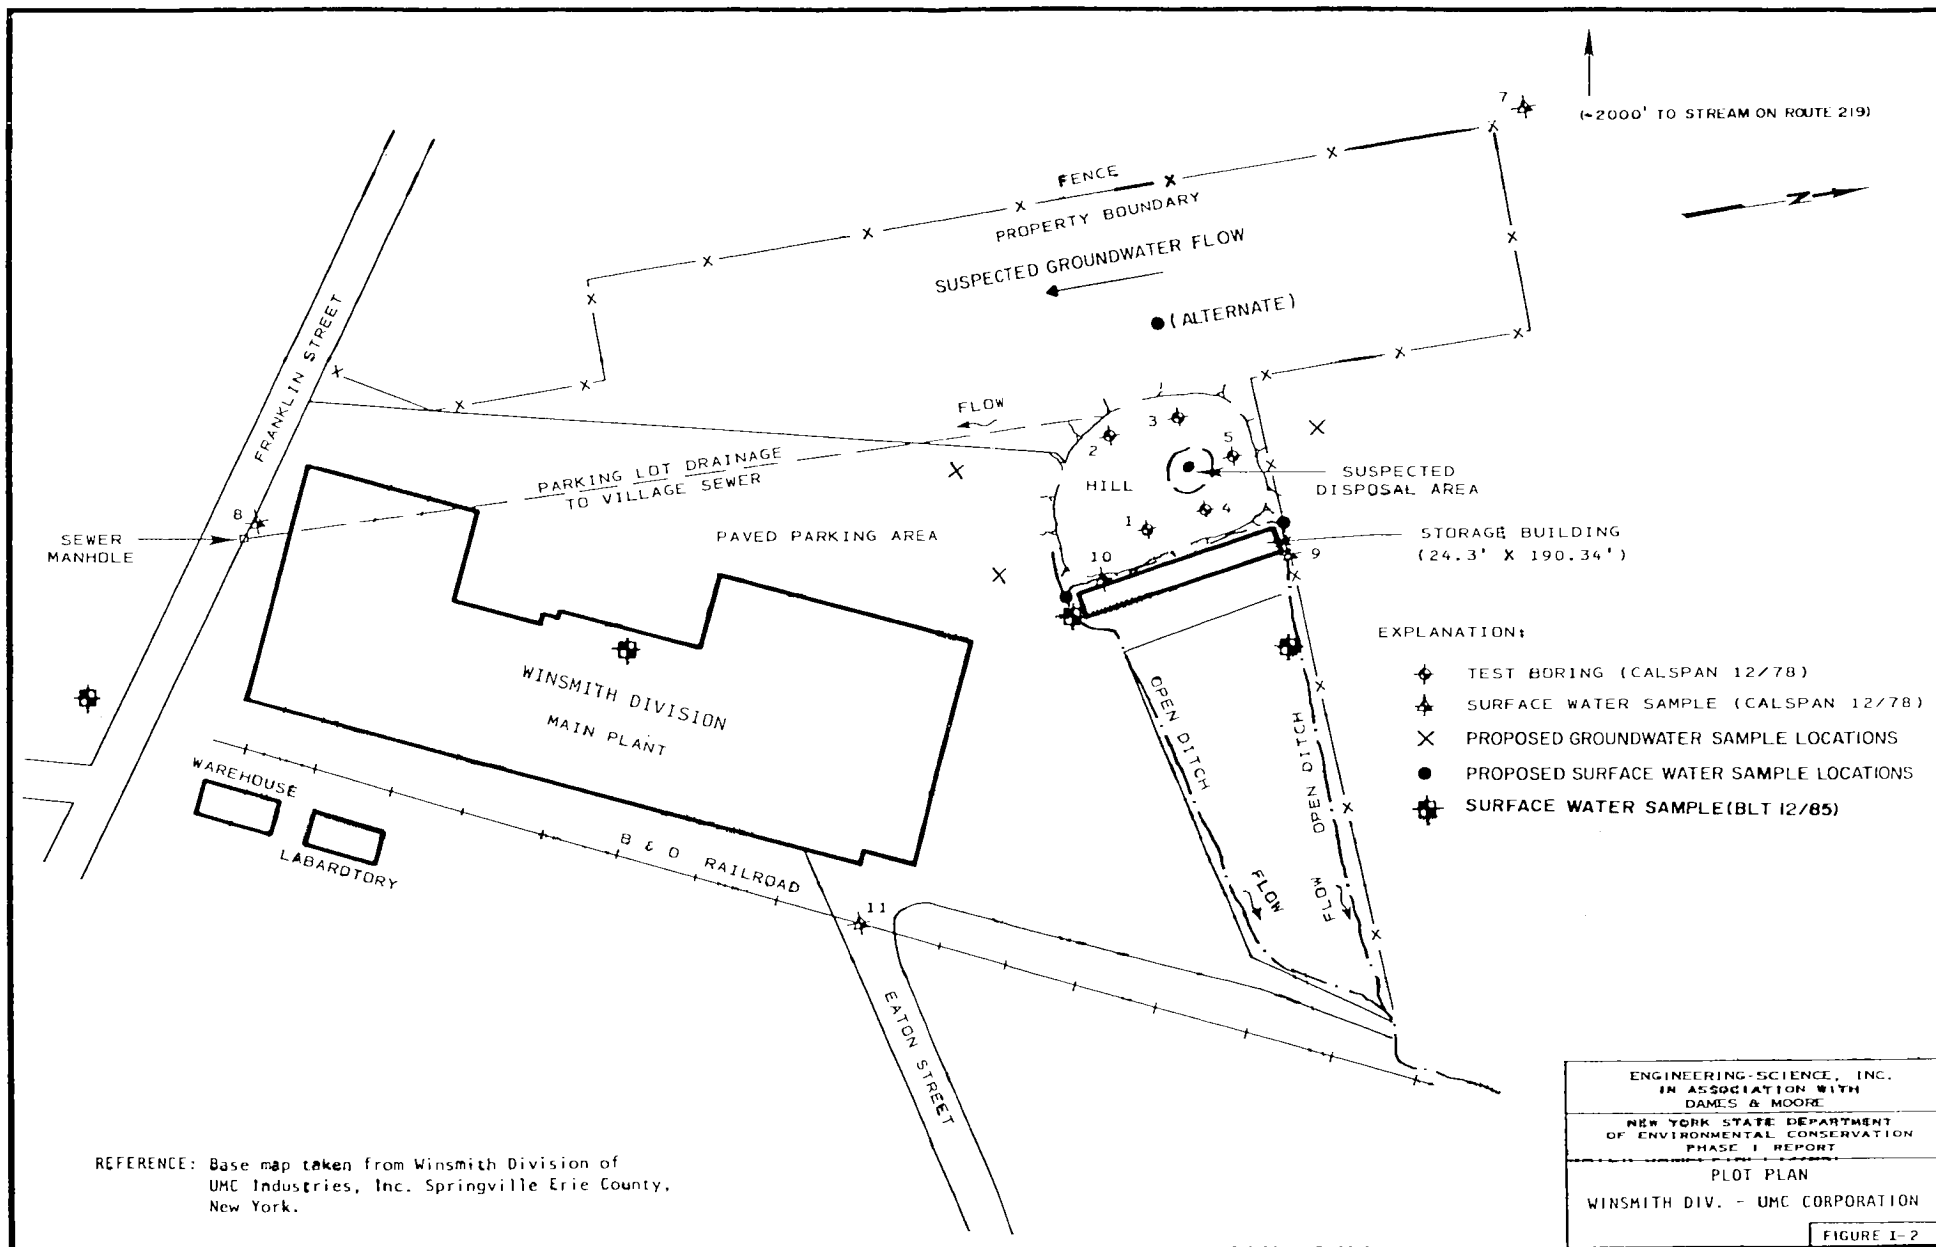 7
(~2000' TO STREAM ON ROUTE 219)
N
FENCE
PROPERTY BOUNDARY
SUSPECTED GROUNDWATER FLOW
(ALTERNATE)
FRANKLIN STREET
FLOW
3
2
5
HILL
4
1
10
9
SUSPECTED
DISPOSAL AREA
STORAGE BUILDING
(24.3' X 190.34')
PARKING LOT DRAINAGE
TO VILLAGE SEWER
8
SEWER
MANHOLE
PAVED PARKING AREA
WINSMITH DIVISION
MAIN PLANT
WAREHOUSE
LABAROTORY
B & O RAILROAD
11
EATON STREET
OPEN DITCH
OPEN DITCH
FLOW
FLOW
EXPLANATION:
TEST BORING (CALSPAN 12/78)
SURFACE WATER SAMPLE (CALSPAN 12/78)
PROPOSED GROUNDWATER SAMPLE LOCATIONS
PROPOSED SURFACE WATER SAMPLE LOCATIONS
SURFACE WATER SAMPLE(BLT 12/85)
REFERENCE: Base map taken from Winsmith Division of
UMC Industries, Inc. Springville Erie County,
New York.
ENGINEERING-SCIENCE, INC.
IN ASSOCIATION WITH
DAMES & MOORE
NEW YORK STATE DEPARTMENT
OF ENVIRONMENTAL CONSERVATION
PHASE I REPORT
PLOT PLAN
WINSMITH DIV. - UMC CORPORATION
FIGURE I-2